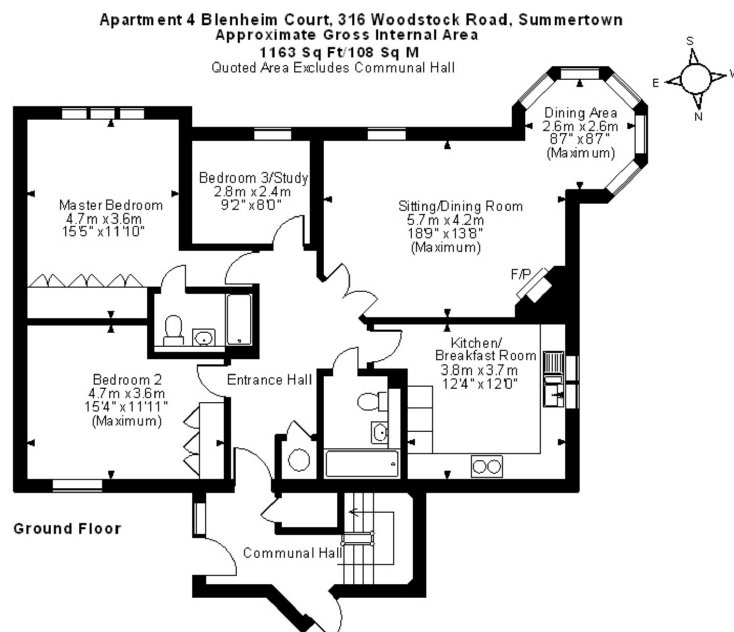 Apartment 4 Blenheim Court, 316 Woodstock Road, Summertown
Approximate Gross Internal Area
1163 Sq Ft/108 Sq M
Quoted Area Excludes Communal Hall
S
E
W
N
Dining Area
2.6m x 2.6m
8'7" x 8'7"
(Maximum)
Bedroom 3/Study
2.8m x 2.4m
9'2" x 8'0"
Master Bedroom
4.7m x 3.6m
15'5" x 11'10"
Sitting/Dining Room
5.7m x 4.2m
18'9" x 13'8"
(Maximum)
F/P
Kitchen/
Breakfast Room
3.8m x 3.7m
12'4" x 12'0"
Bedroom 2
4.7m x 3.6m
15'4" x 11'11"
(Maximum)
Entrance Hall
Ground Floor
Communal Hall